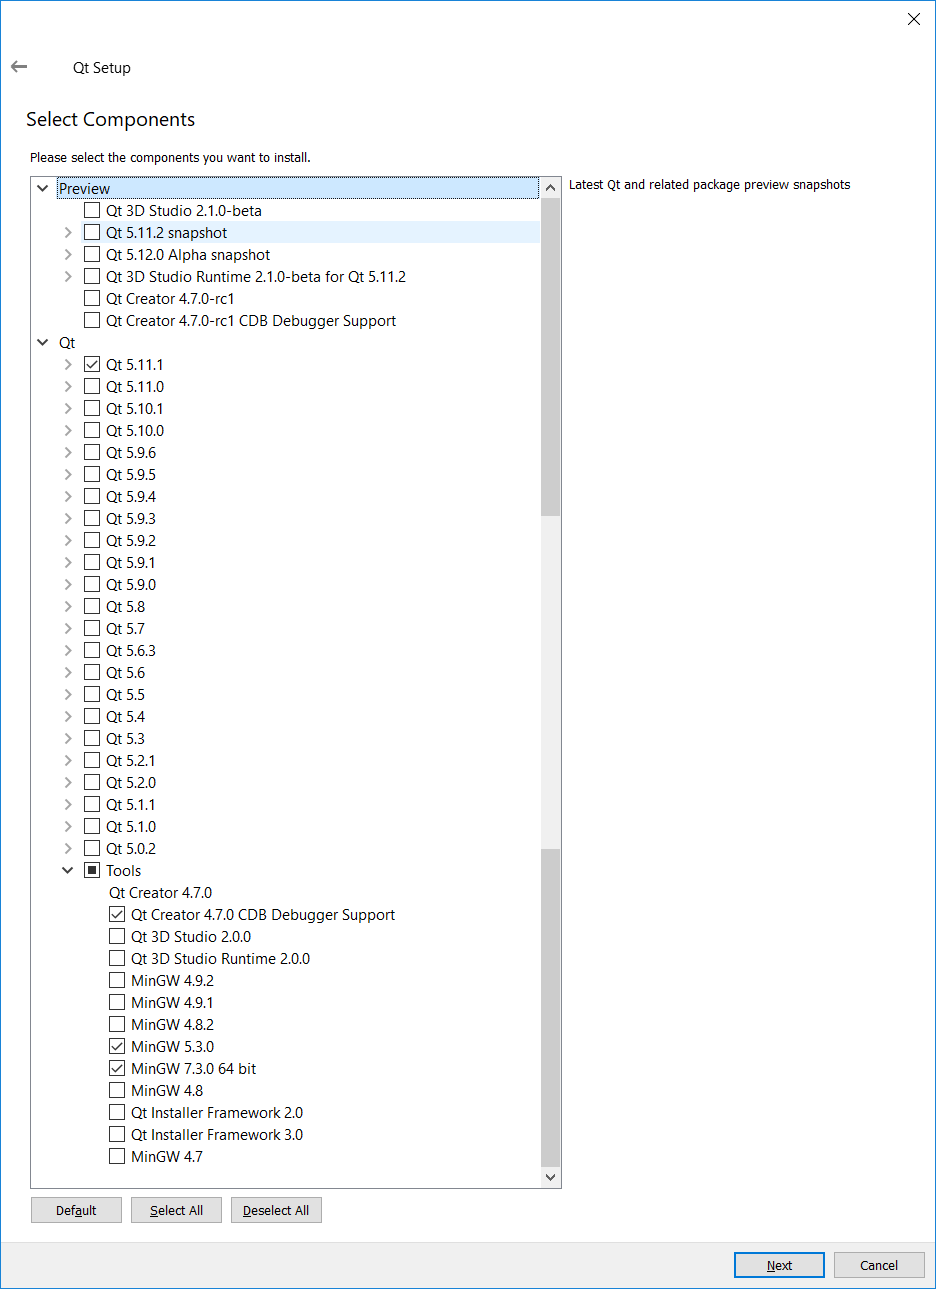 Qt Setup
Select Components
Please select the components you want to install.
Preview
Latest Qt and related package preview snapshots
Qt 3D Studio 2.1.0-beta
Qt 5.11.2 snapshot
Qt 5.12.0 Alpha snapshot
Qt 3D Studio Runtime 2.1.0-beta for Qt 5.11.2
Qt Creator 4.7.0-rc1
Qt Creator 4.7.0-rc1 CDB Debugger Support
Qt
Qt 5.11.1
Qt 5.11.0
Qt 5.10.1
Qt 5.10.0
Qt 5.9.6
Qt 5.9.5
Qt 5.9.4
Qt 5.9.3
Qt 5.9.2
Qt 5.9.1
Qt 5.9.0
Qt 5.8
Qt 5.7
Qt 5.6.3
Qt 5.6
Qt 5.5
Qt 5.4
Qt 5.3
Qt 5.2.1
Qt 5.2.0
Qt 5.1.1
Qt 5.1.0
Qt 5.0.2
Tools
Qt Creator 4.7.0
Qt Creator 4.7.0 CDB Debugger Support
Qt 3D Studio 2.0.0
Qt 3D Studio Runtime 2.0.0
MinGW 4.9.2
MinGW 4.9.1
MinGW 4.8.2
MinGW 5.3.0
MinGW 7.3.0 64 bit
MinGW 4.8
Qt Installer Framework 2.0
Qt Installer Framework 3.0
MinGW 4.7
Default Select All Deselect All
Next Cancel